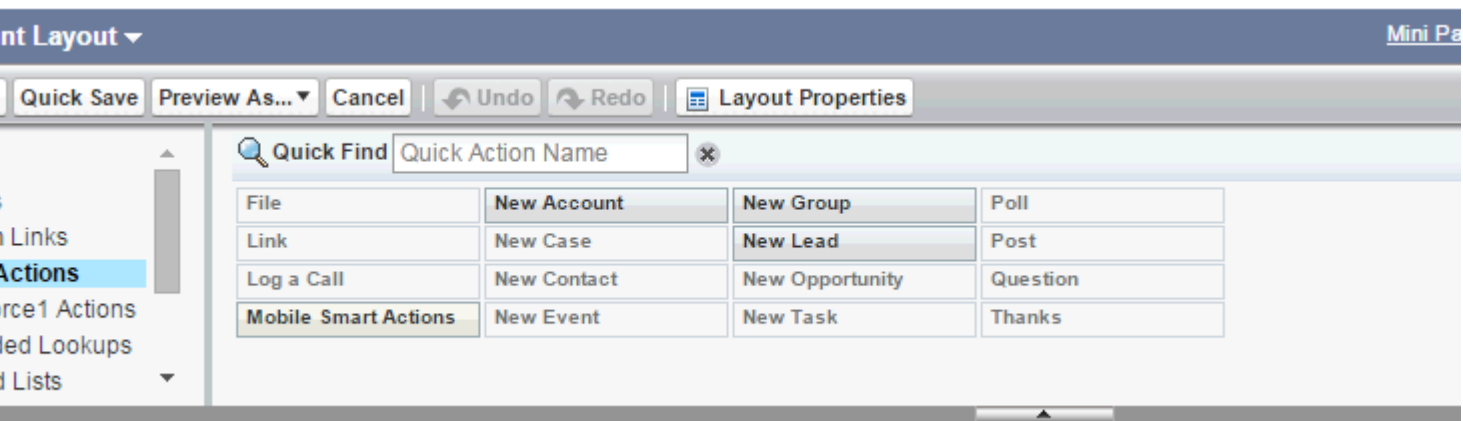 nt Layout
Mini Pa
Quick Save Preview As... Cancel Undo Redo Layout Properties
Quick Find Quick Action Name
File New Account New Group Poll
Links
Link New Case New Lead Post
Actions
Log a Call New Contact New Opportunity Question
rce1 Actions
Mobile Smart Actions New Event New Task Thanks
ed Lookups
Lists